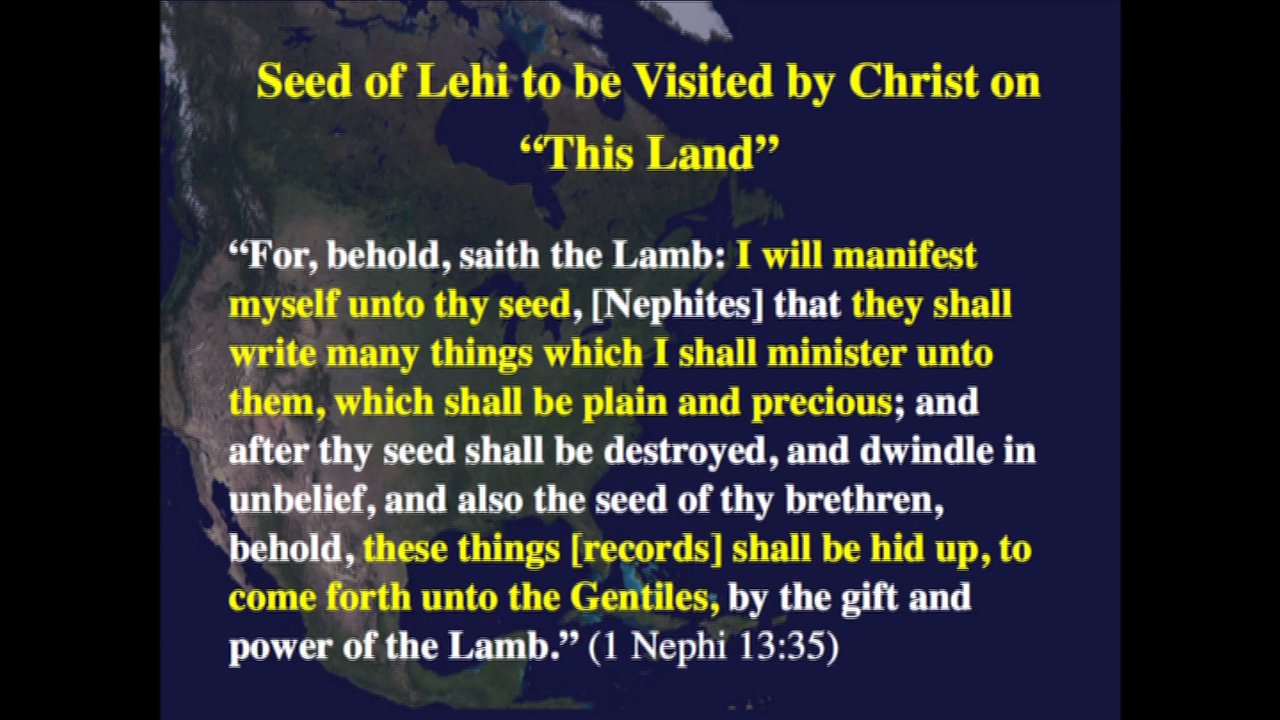 Seed of Lehi to be Visited by Christ on
“This Land”
“For, behold, saith the Lamb: I will manifest
myself unto thy seed, [Nephites] that they shall
write many things which I shall minister unto
them, which shall be plain and precious; and
after thy seed shall be destroyed, and dwindle in
unbelief, and also the seed of thy brethren,
behold, these things [records] shall be hid up, to
come forth unto the Gentiles, by the gift and
power of the Lamb.” (1 Nephi 13:35)